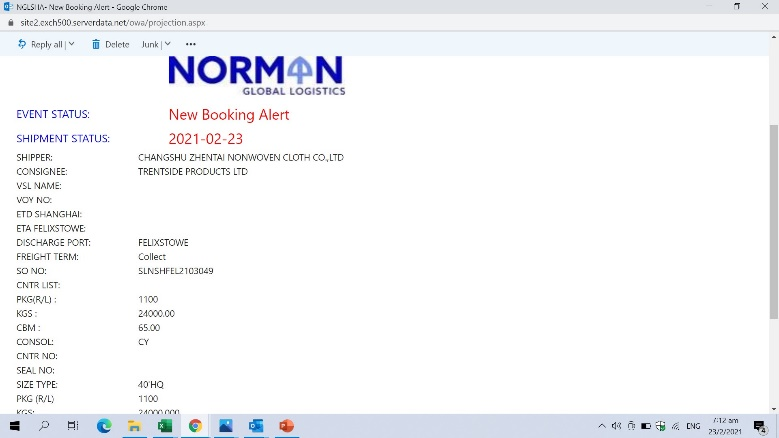 NGLSHA- New Booking Alert - Google Chrome
site2.exch500.serverdata.net/owa/projection.aspx
Reply all | Delete Junk | ...
NORMAN
GLOBAL LOGISTICS
EVENT STATUS: New Booking Alert
SHIPMENT STATUS: 2021-02-23
SHIPPER: CHANGSHU ZHENTAI NONWOVEN CLOTH CO.,LTD
CONSIGNEE: TRENTSIDE PRODUCTS LTD
VSL NAME:
VOY NO:
ETD SHANGHAI:
ETA FELIXSTOWE:
DISCHARGE PORT: FELIXSTOWE
FREIGHT TERM: Collect
SO NO: SLNSHFEL2103049
CNTR LIST:
PKG(R/L) : 1100
KGS : 24000.00
CBM : 65.00
CONSOL: CY
CNTR NO:
SEAL NO:
SIZE TYPE: 40'HQ
PKG (R/L) 1100
KGS: 24000.000
ENG 7:12 am
23/2/2021
4